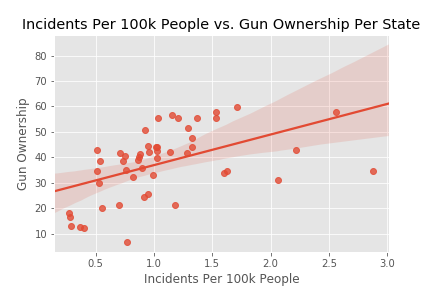 Incidents Per 100k People vs. Gun Ownership Per State
80
70
60
50
40
30
20
10
Gun Ownership
0.5 1.0 1.5 2.0 2.5 3.0
Incidents Per 100k People